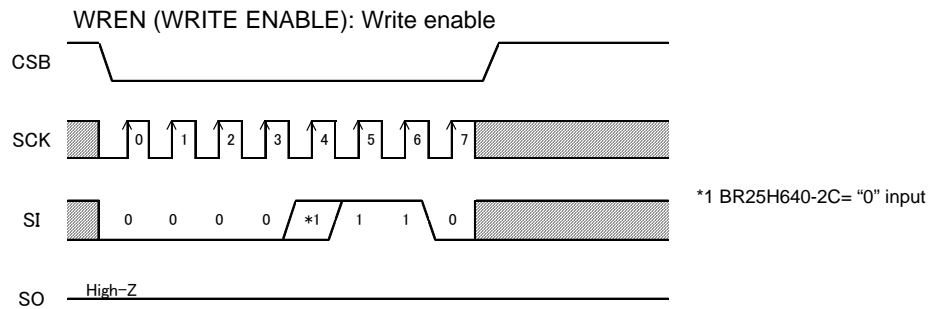 WREN (WRITE ENABLE): Write enable
CSB
SCK
0 1 2 3 4 5 6 7
SI
0 0 0 0 *1 1 1 0
*1 BR25H640-2C= “0” input
SO
High-Z